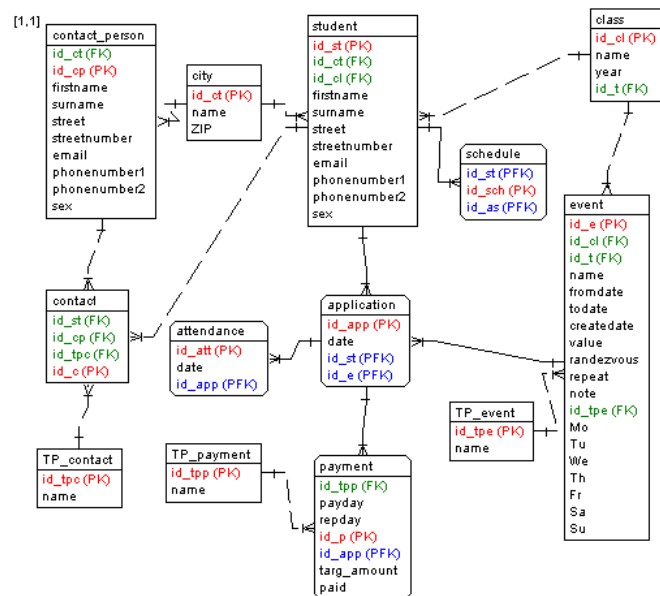 [1,1]
contact_person
id_ct (FK)
id_cp (PK)
firstname
surname
street
streetnumber
email
phonenumber1
phonenumber2
sex
city
id_ct (PK)
name
ZIP
student
id_st (PK)
id_ct (FK)
id_cl (FK)
firstname
surname
street
streetnumber
email
phonenumber1
phonenumber2
sex
class
id_cl (PK)
name
year
id_t (FK)
schedule
id_st (PFK)
id_sch (PK)
id_as (PFK)
event
id_e (PK)
id_cl (FK)
id_t (FK)
name
fromdate
todate
createdate
value
randezvous
repeat
note
id_tpe (FK)
Mo
Tu
We
Th
Fr
Sa
Su
contact
id_st (FK)
id_cp (FK)
id_tpc (FK)
id_c (PK)
attendance
id_att (PK)
date
id_app (PFK)
application
id_app (PK)
date
id_st (PFK)
id_e (PFK)
TP_event
id_tpe (PK)
name
TP_contact
id_tpc (PK)
name
TP_payment
id_tpp (PK)
name
payment
id_tpp (FK)
payday
repday
id_p (PK)
id_app (PFK)
targ_amount
paid